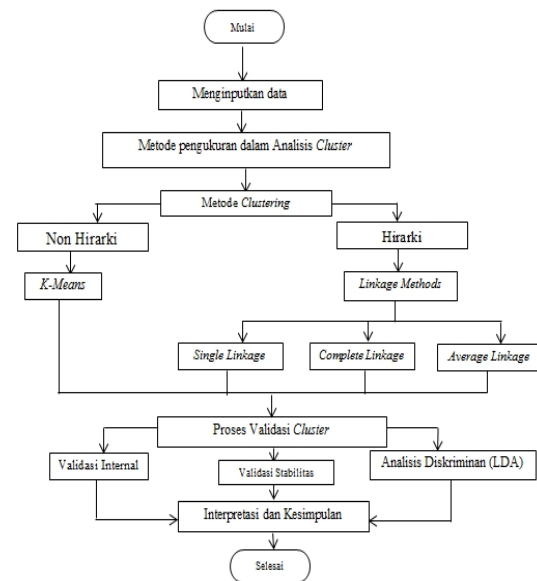 Mulai
Menginputkan data
Metode pengukuran dalam Analisis Cluster
Metode Clustering
Non Hirarki
Hirarki
K-Means
Linkage Methods
Single Linkage
Complete Linkage
Average Linkage
Proses Validasi Cluster
Validasi Internal
Validasi Stabilitas
Analisis Diskriminan (LDA)
Interpretasi dan Kesimpulan
Selesai